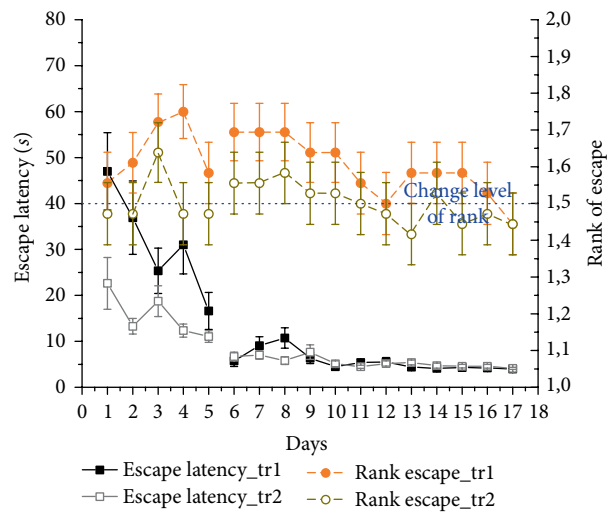 80
70
60
50
40
30
20
10
0
Escape latency (s)
2,0
1,9
1,8
1,7
1,6
1,5
1,4
1,3
1,2
1,1
1,0
Rank of escape
Change level
of rank
0 1 2 3 4 5 6 7 8 9 10 11 12 13 14 15 16 17 18
Days
Escape latency_tr1
Escape latency_tr2
Rank escape_tr1
Rank escape_tr2